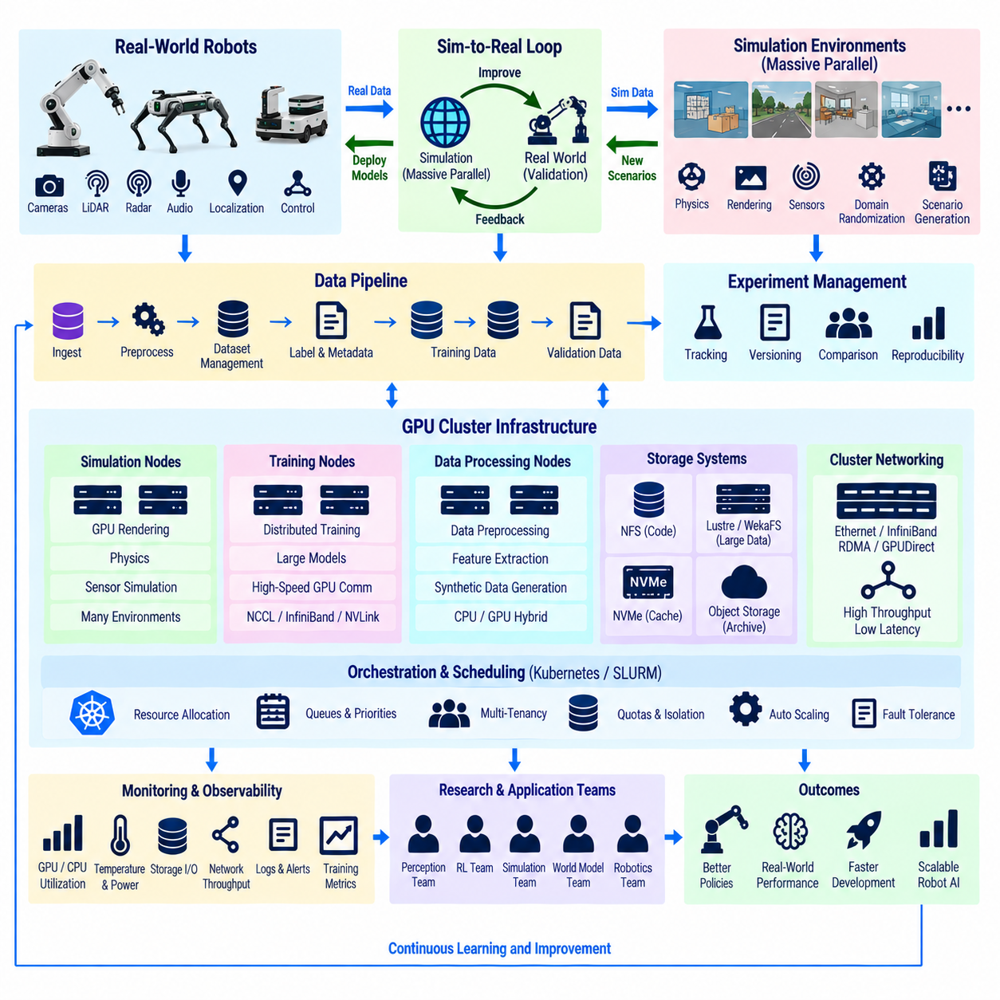 Real-World Robots
Cameras
LiDAR
Radar
Audio
Localization
Control
Real Data
Deploy
Models
Sim-to-Real Loop
Improve
Simulation
(Massive Parallel)
Real World
(Validation)
Feedback
Sim Data
New
Scenarios
Simulation Environments
(Massive Parallel)
Physics
Rendering
Sensors
Domain
Randomization
Scenario
Generation
Data Pipeline
Ingest
Preprocess
Dataset
Management
Label & Metadata
Training Data
Validation Data
Experiment Management
Tracking
Versioning
Comparison
Reproducibility
GPU Cluster Infrastructure
Simulation Nodes
GPU Rendering
Physics
Sensor Simulation
Many Environments
Training Nodes
Distributed Training
Large Models
High-Speed GPU Comm
NCCL / InfiniBand / NVLink
Data Processing Nodes
Data Preprocessing
Feature Extraction
Synthetic Data Generation
CPU / GPU Hybrid
Storage Systems
NFS (Code)
Lustre / WekaFS
(Large Data)
NVMe
NVMe (Cache)
Object Storage
(Archive)
Cluster Networking
Ethernet / InfiniBand
RDMA / GPUDirect
High Throughput
Low Latency
Orchestration & Scheduling (Kubernetes / SLURM)
Resource Allocation
Queues & Priorities
Multi-Tenancy
Quotas & Isolation
Auto Scaling
Fault Tolerance
Monitoring & Observability
GPU / CPU
Utilization
Temperature
& Power
Storage I/O
Network
Throughput
Logs & Alerts
Training
Metrics
Research & Application Teams
Perception
Team
RL Team
Simulation
Team
World Model
Team
Robotics
Team
Outcomes
Better
Policies
Real-World
Performance
Faster
Development
Scalable
Robot AI
Continuous Learning and Improvement